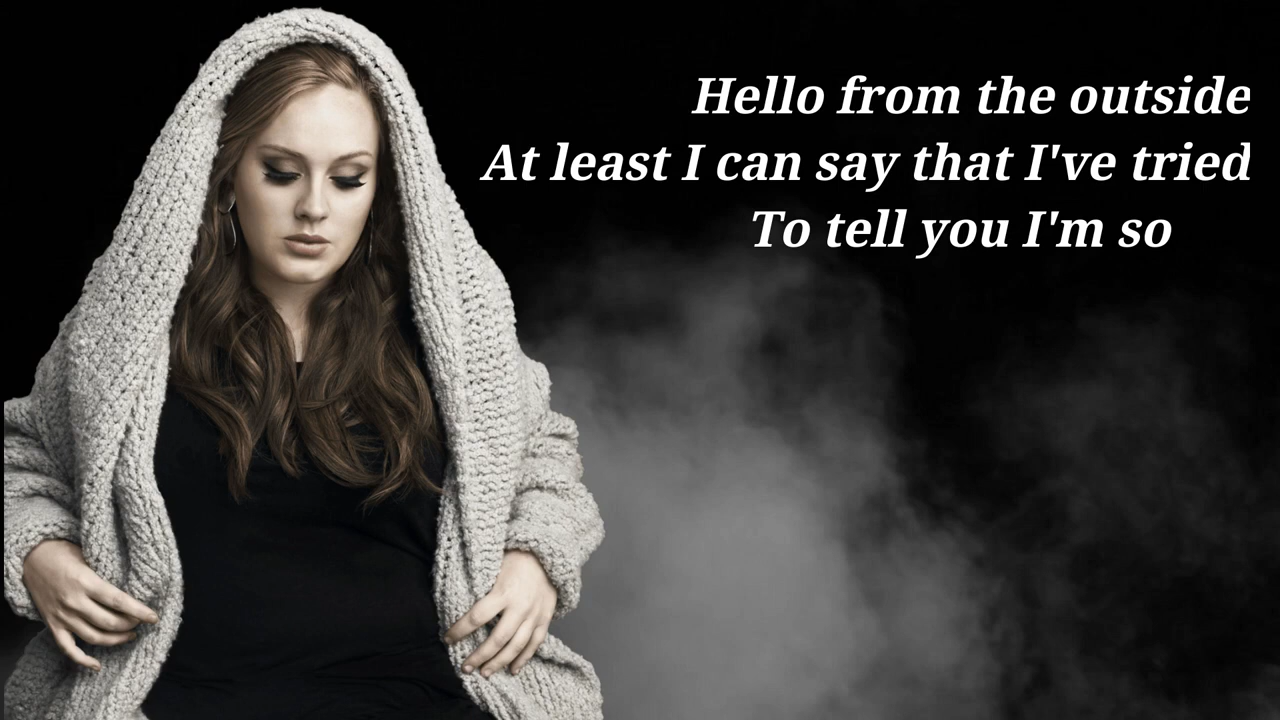 Hello from the outside
At least I can say that I've tried
To tell you I'm so